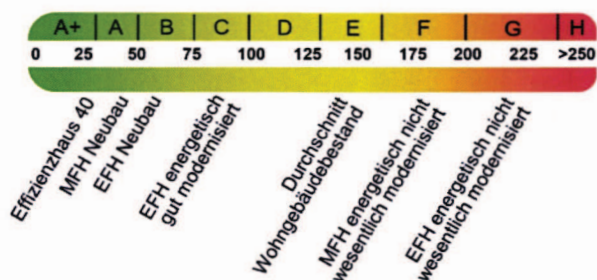 A+ A B C D E F G H
0 25 50 75 100 125 150 175 200 225 >250
Effizienzhaus 40
MFH Neubau
EFH Neubau
EFH energetisch
gut modernisiert
Durchschnitt
Wohngebäudebestand
MFH energetisch nicht
wesentlich modernisiert
EFH energetisch nicht
wesentlich modernisiert